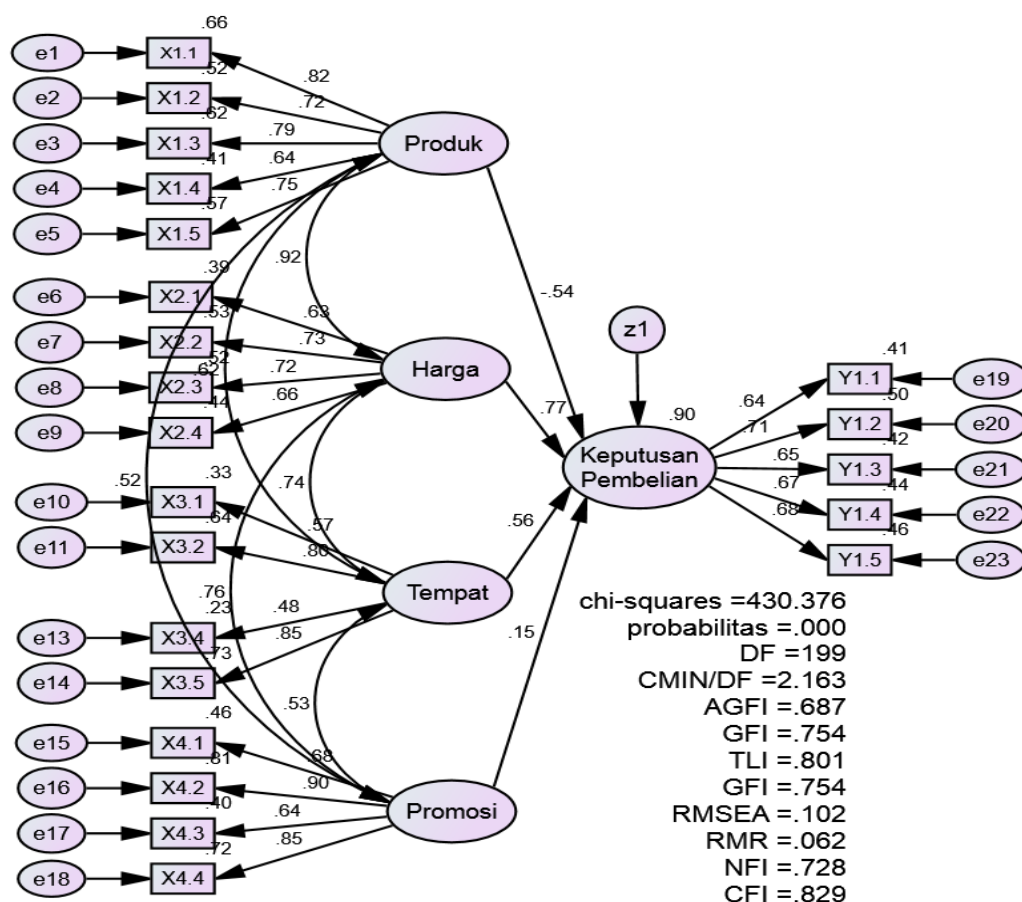 .66
e1
X1.1
.82
.52
e2
X1.2
.72
.62
e3
X1.3
.79
Produk
.41
e4
X1.4
.64
.57
e5
X1.5
.75
.39
.92
-.54
e6
X2.1
.63
.53
e7
X2.2
.73
z1
.52
.62
e8
X2.3
.72
Harga
.44
e9
X2.4
.66
.77
.90
Keputusan
Pembelian
.41
Y1.1
e19
.64
.50
Y1.2
e20
.71
.42
Y1.3
e21
.65
.44
Y1.4
e22
.67
.46
Y1.5
e23
.68
.52
.33
e10
X3.1
.57
.74
.64
e11
X3.2
.80
.56
Tempat
.76
.23
e13
X3.4
.48
.73
e14
X3.5
.85
.15
.53
.46
e15
X4.1
.68
.81
e16
X4.2
.90
.40
e17
X4.3
.64
Promosi
.72
e18
X4.4
.85
chi-squares =430.376
probabilitas =.000
DF =199
CMIN/DF =2.163
AGFI =.687
GFI =.754
TLI =.801
GFI =.754
RMSEA =.102
RMR =.062
NFI =.728
CFI =.829